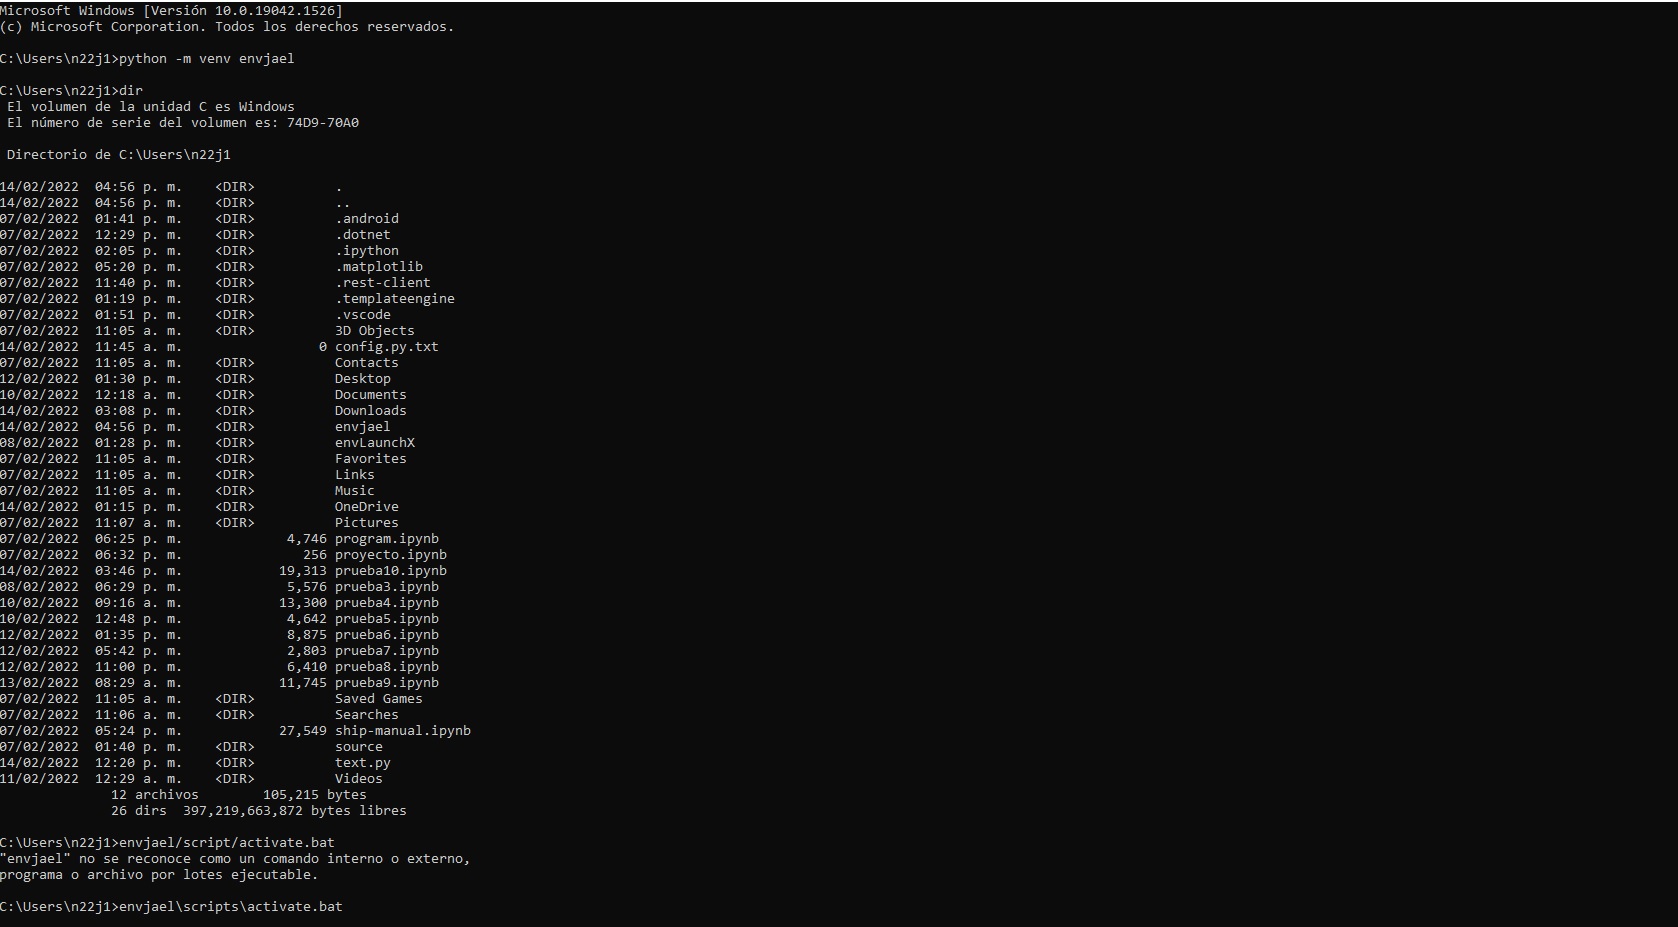 Microsoft Windows [Versión 10.0.19042.1526]
(c) Microsoft Corporation. Todos los derechos reservados.
C:\Users\n22j1>python -m venv envjael
C:\Users\n22j1>dir
El volumen de la unidad C es Windows
El número de serie del volumen es: 74D9-70A0
Directorio de C:\Users\n22j1
14/02/2022  04:56 p. m.    <DIR>          .
14/02/2022  04:56 p. m.    <DIR>          ..
07/02/2022  01:41 p. m.    <DIR>          .android
07/02/2022  12:29 p. m.    <DIR>          .dotnet
07/02/2022  02:05 p. m.    <DIR>          .ipython
07/02/2022  05:20 p. m.    <DIR>          .matplotlib
07/02/2022  11:40 p. m.    <DIR>          .rest-client
07/02/2022  01:19 p. m.    <DIR>          .templateengine
07/02/2022  01:51 p. m.    <DIR>          .vscode
07/02/2022  11:05 a. m.    <DIR>          3D Objects
14/02/2022  11:45 a. m.                 0 config.py.txt
07/02/2022  11:05 a. m.    <DIR>          Contacts
12/02/2022  01:30 p. m.    <DIR>          Desktop
10/02/2022  12:18 a. m.    <DIR>          Documents
14/02/2022  03:08 p. m.    <DIR>          Downloads
14/02/2022  04:56 p. m.    <DIR>          envjael
08/02/2022  01:28 p. m.    <DIR>          envLaunchX
07/02/2022  11:05 a. m.    <DIR>          Favorites
07/02/2022  11:05 a. m.    <DIR>          Links
07/02/2022  11:05 a. m.    <DIR>          Music
14/02/2022  01:15 p. m.    <DIR>          OneDrive
07/02/2022  11:07 a. m.    <DIR>          Pictures
07/02/2022  06:25 p. m.             4,746 program.ipynb
07/02/2022  06:32 p. m.               256 proyecto.ipynb
14/02/2022  03:46 p. m.            19,313 prueba10.ipynb
08/02/2022  06:29 p. m.             5,576 prueba3.ipynb
10/02/2022  09:16 a. m.            13,300 prueba4.ipynb
10/02/2022  12:48 p. m.             4,642 prueba5.ipynb
12/02/2022  01:35 p. m.             8,875 prueba6.ipynb
12/02/2022  05:42 p. m.             2,803 prueba7.ipynb
12/02/2022  11:00 p. m.             6,410 prueba8.ipynb
13/02/2022  08:29 a. m.            11,745 prueba9.ipynb
07/02/2022  11:05 a. m.    <DIR>          Saved Games
07/02/2022  11:06 a. m.    <DIR>          Searches
07/02/2022  05:24 p. m.            27,549 ship-manual.ipynb
07/02/2022  01:40 p. m.    <DIR>          source
14/02/2022  12:20 p. m.    <DIR>          text.py
11/02/2022  12:29 a. m.    <DIR>          Videos
12 archivos        105,215 bytes
26 dirs  397,219,663,872 bytes libres
C:\Users\n22j1>envjael/script/activate.bat
"envjael" no se reconoce como un comando interno o externo,
programa o archivo por lotes ejecutable.
C:\Users\n22j1>envjael\scripts\activate.bat